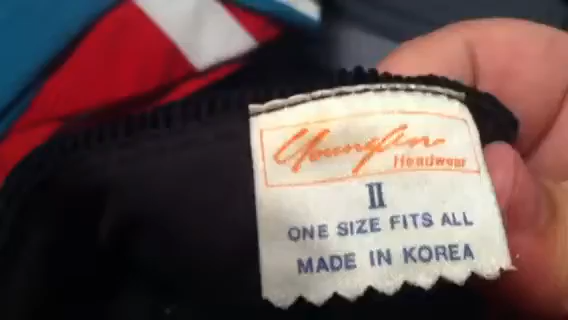 YoungAn
Headwear
II
ONE SIZE FITS ALL
MADE IN KOREA